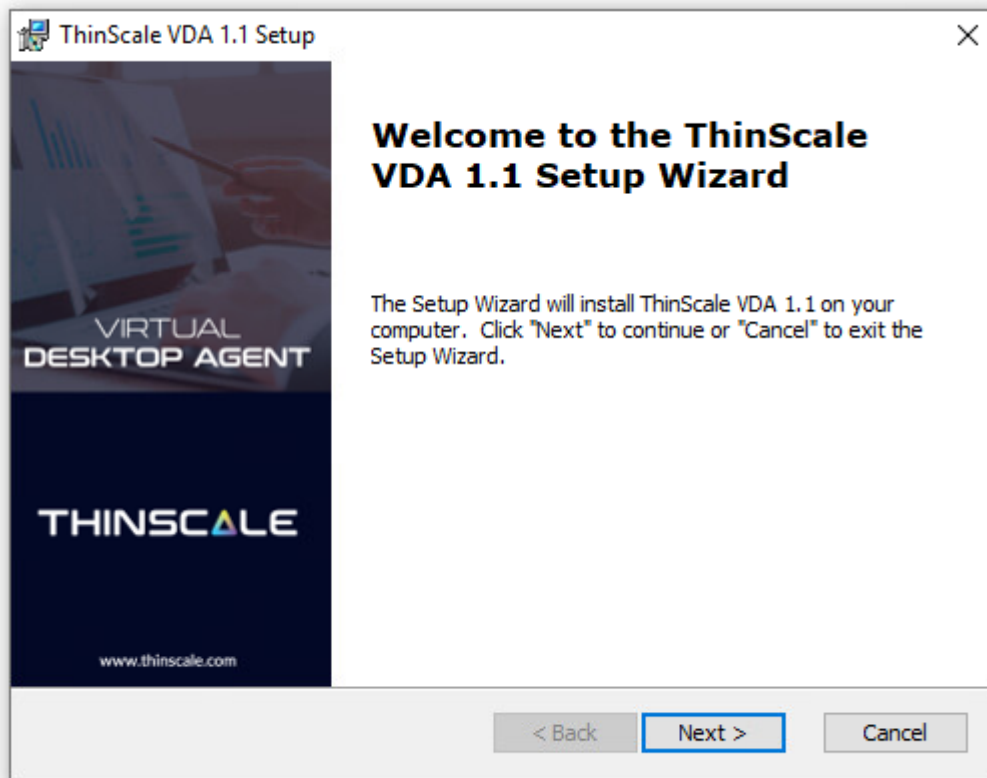 ThinScale VDA 1.1 Setup
VIRTUAL
DESKTOP AGENT
THINSCALE
www.thinscale.com
Welcome to the ThinScale
VDA 1.1 Setup Wizard
The Setup Wizard will install ThinScale VDA 1.1 on your
computer.  Click "Next" to continue or "Cancel" to exit the
Setup Wizard.
< Back
Next >
Cancel